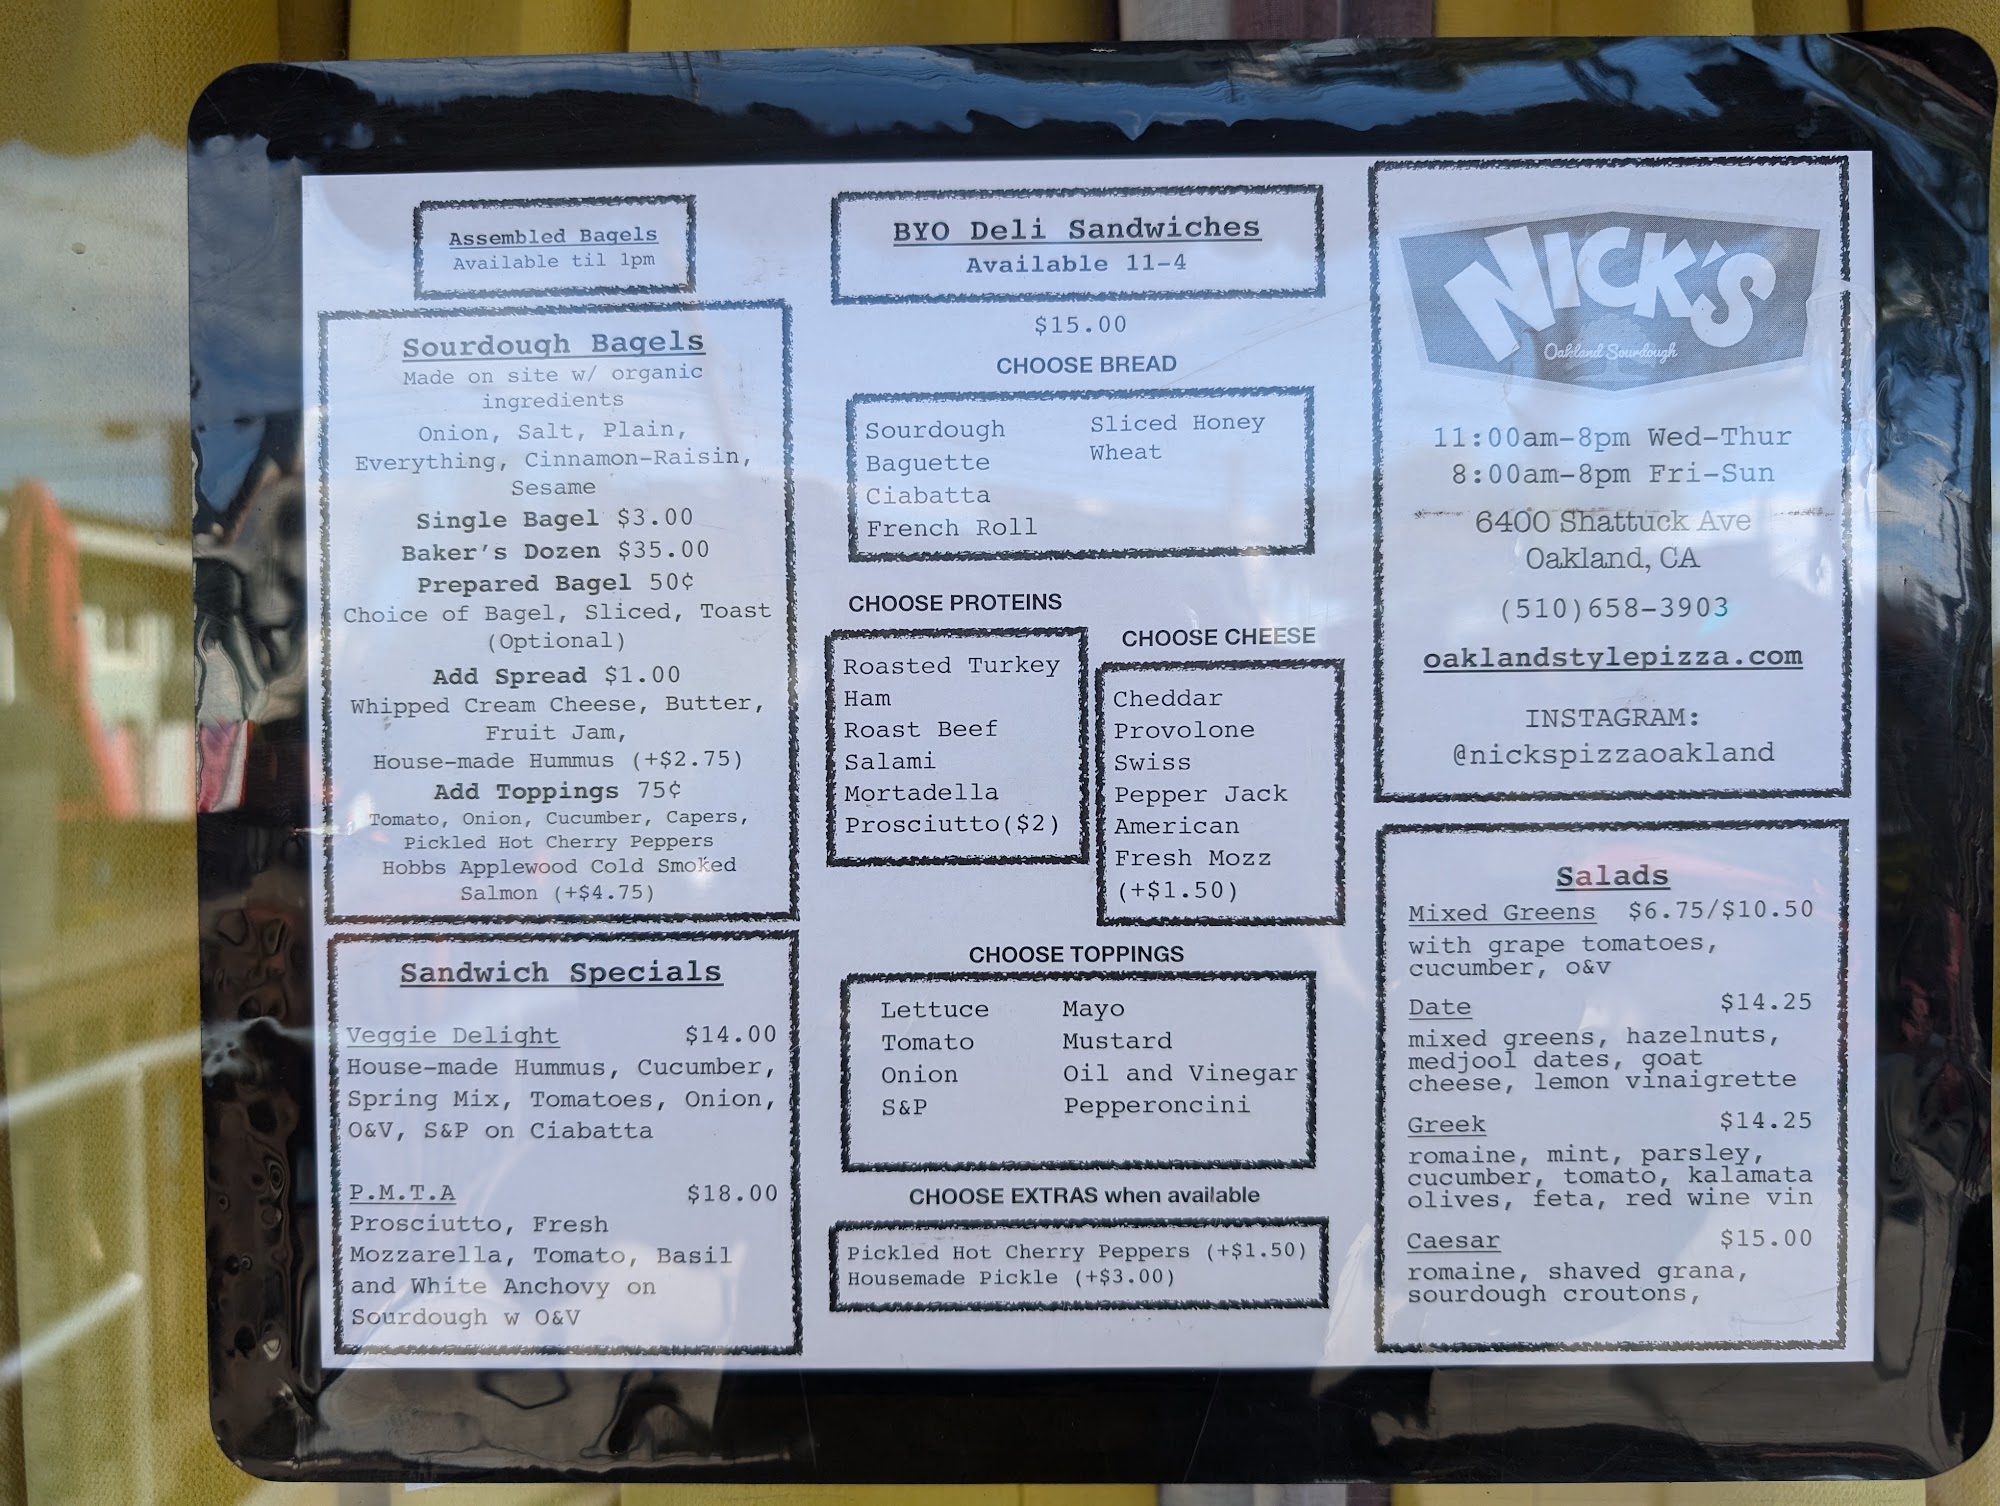 Assembled Bagels
Available til 1pm
Sourdough Bagels
Made on site w/ organic
ingredients
Onion, Salt, Plain,
Everything, Cinnamon-Raisin,
Sesame
Single Bagel $3.00
Baker's Dozen $35.00
Prepared Bagel 50¢
Choice of Bagel, Sliced, Toast
(Optional)
Add Spread $1.00
Whipped Cream Cheese, Butter,
Fruit Jam,
House-made Hummus (+$2.75)
Add Toppings 75¢
Tomato, Onion, Cucumber, Capers,
Pickled Hot Cherry Peppers
Hobbs Applewood Cold Smoked
Salmon (+$4.75)
Sandwich Specials
Veggie Delight $14.00
House-made Hummus, Cucumber,
Spring Mix, Tomatoes, Onion,
O&V, S&P on Ciabatta
P.M.T.A $18.00
Prosciutto, Fresh
Mozzarella, Tomato, Basil
and White Anchovy on
Sourdough w O&V
BYO Deli Sandwiches
Available 11-4
$15.00
CHOOSE BREAD
Sourdough
Baguette
Ciabatta
French Roll
Sliced Honey
Wheat
CHOOSE PROTEINS
Roasted Turkey
Ham
Roast Beef
Salami
Mortadella
Prosciutto($2)
CHOOSE CHEESE
Cheddar
Provolone
Swiss
Pepper Jack
American
Fresh Mozz
(+$1.50)
CHOOSE TOPPINGS
Lettuce
Tomato
Onion
S&P
Mayo
Mustard
Oil and Vinegar
Pepperoncini
CHOOSE EXTRAS when available
Pickled Hot Cherry Peppers (+$1.50)
Housemade Pickle (+$3.00)
NICK'S
Oakland Sourdough
11:00am-8pm Wed-Thur
8:00am-8pm Fri-Sun
6400 Shattuck Ave
Oakland, CA
(510)658-3903
oaklandstylepizza.com
INSTAGRAM:
@nickspizzaoakland
Salads
Mixed Greens $6.75/$10.50
with grape tomatoes,
cucumber, o&v
Date $14.25
mixed greens, hazelnuts,
medjool dates, goat
cheese, lemon vinaigrette
Greek $14.25
romaine, mint, parsley,
cucumber, tomato, kalamata
olives, feta, red wine vin
Caesar $15.00
romaine, shaved grana,
sourdough croutons,